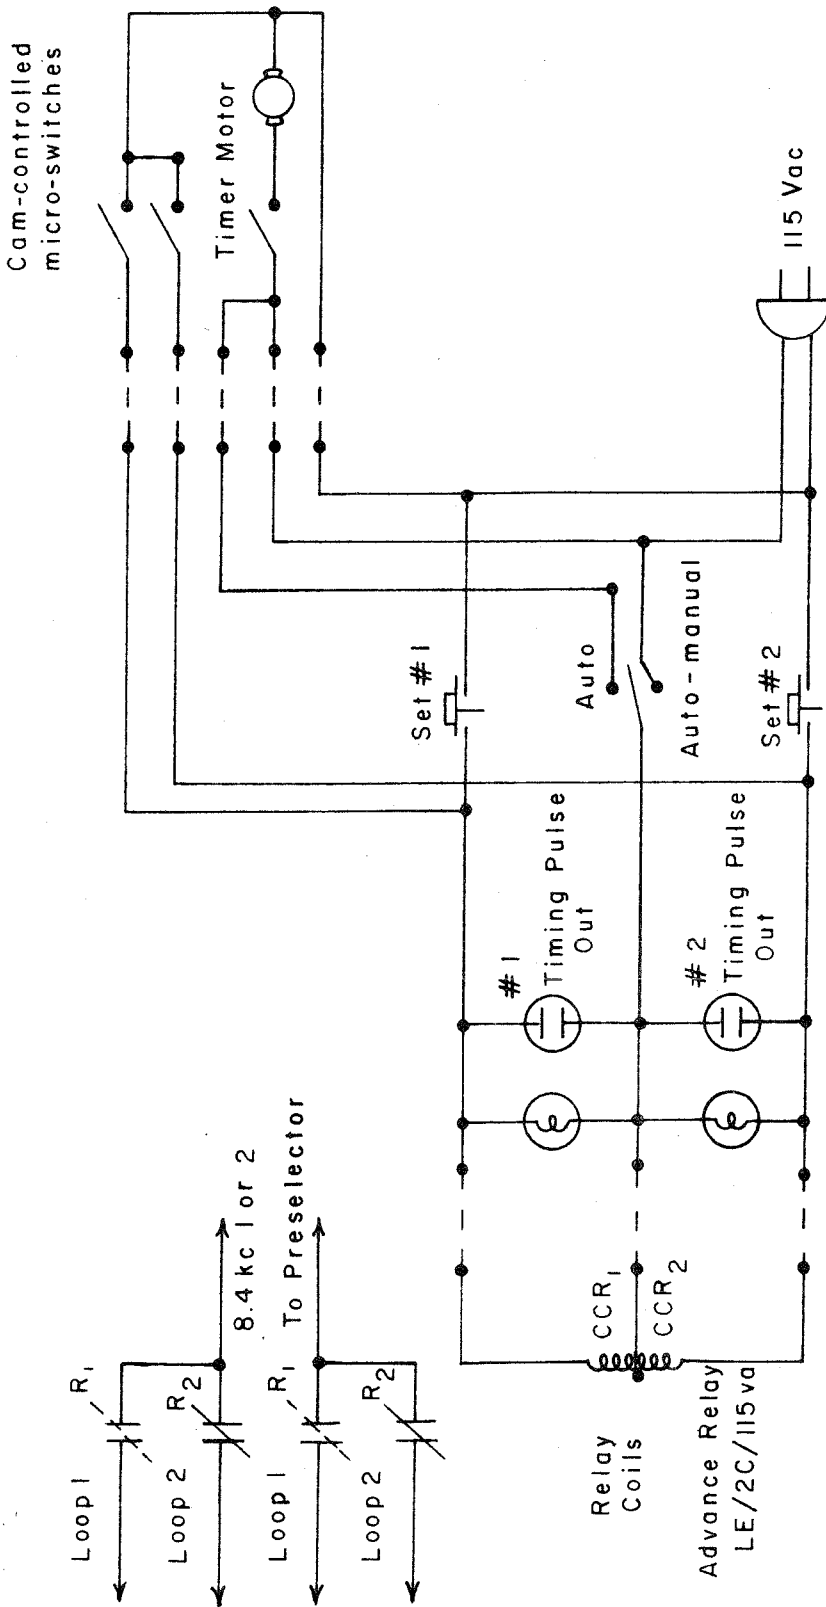 Loop 1
R1
Loop 2
R2
8.4 kc 1 or 2
Loop 1
R1
To Preselector
Loop 2
R2
Cam-controlled
micro-switches
Timer Motor
Set #1
#1
Timing Pulse
Out
Auto
Auto-manual
Relay
Coils
CCR1
CCR2
#2
Timing Pulse
Out
Set #2
115 Vac
Advance Relay
LE/2C/115va